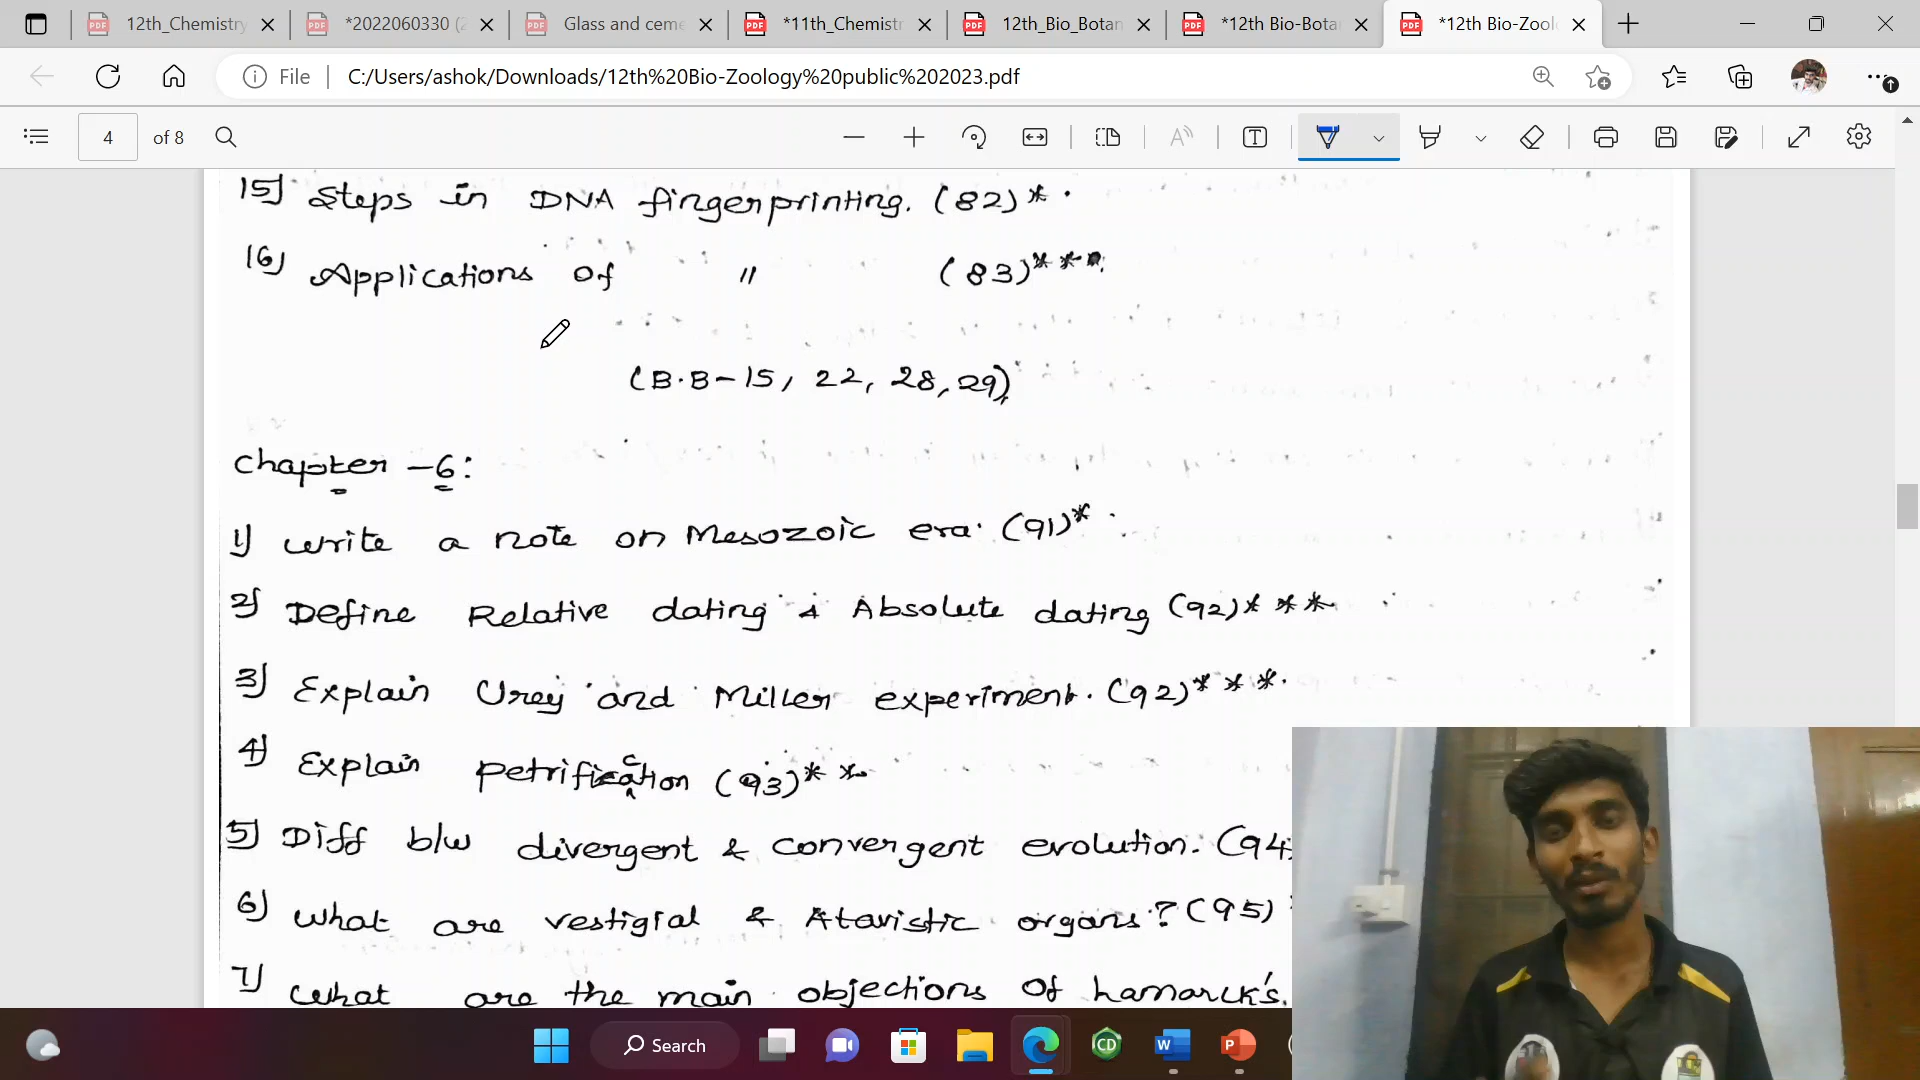 12th_Chemistry
*2022060330 (2
Glass and ceme
*11th_Chemistr
12th_Bio_Botan
*12th Bio-Bota
*12th Bio-Zool
File
C:/Users/ashok/Downloads/12th%20Bio-Zoology%20public%202023.pdf
4 of 8
15) Steps in DNA fingerprinting. (82)*.
16) Applications of " (83)***
(B.B-15, 22, 28, 29)
Chapter -6:
1) Write a note on Mesozoic era. (91)*
2) Define Relative dating & Absolute dating (92)***
3) Explain Urey and Miller experiment. (92)***
4) Explain petrification (93)**
5) Diff b/w divergent & convergent evolution. (94
6) What are vestigial & Atavistic organs? (95)
7) What are the main objections of Lamarck's.
Search